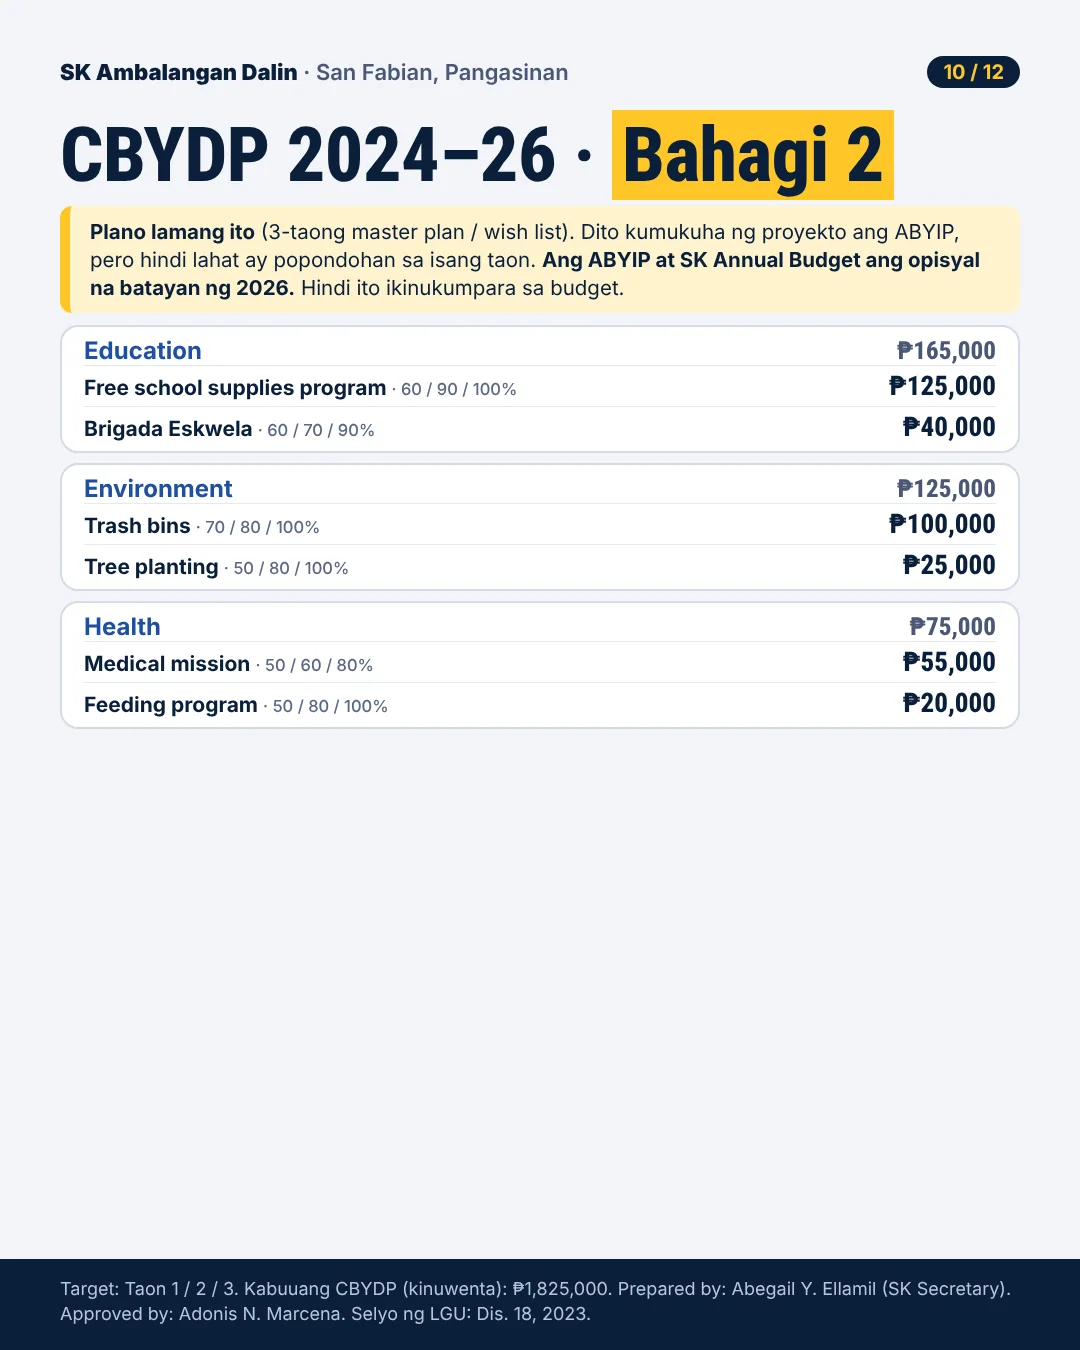 SK Ambalangan Dalin · San Fabian, Pangasinan
10 / 12
CBYDP 2024–26 · Bahagi 2
Plano lamang ito (3-taong master plan / wish list). Dito kumukuha ng proyekto ang ABYIP,
pero hindi lahat ay popondohan sa isang taon. Ang ABYIP at SK Annual Budget ang opisyal
na batayan ng 2026. Hindi ito ikinukumpara sa budget.
Education ₱165,000
Free school supplies program · 60 / 90 / 100% ₱125,000
Brigada Eskwela · 60 / 70 / 90% ₱40,000
Environment ₱125,000
Trash bins · 70 / 80 / 100% ₱100,000
Tree planting · 50 / 80 / 100% ₱25,000
Health ₱75,000
Medical mission · 50 / 60 / 80% ₱55,000
Feeding program · 50 / 80 / 100% ₱20,000
Target: Taon 1 / 2 / 3. Kabuuang CBYDP (kinuwenta): ₱1,825,000. Prepared by: Abegail Y. Ellamil (SK Secretary).
Approved by: Adonis N. Marcena. Selyo ng LGU: Dis. 18, 2023.